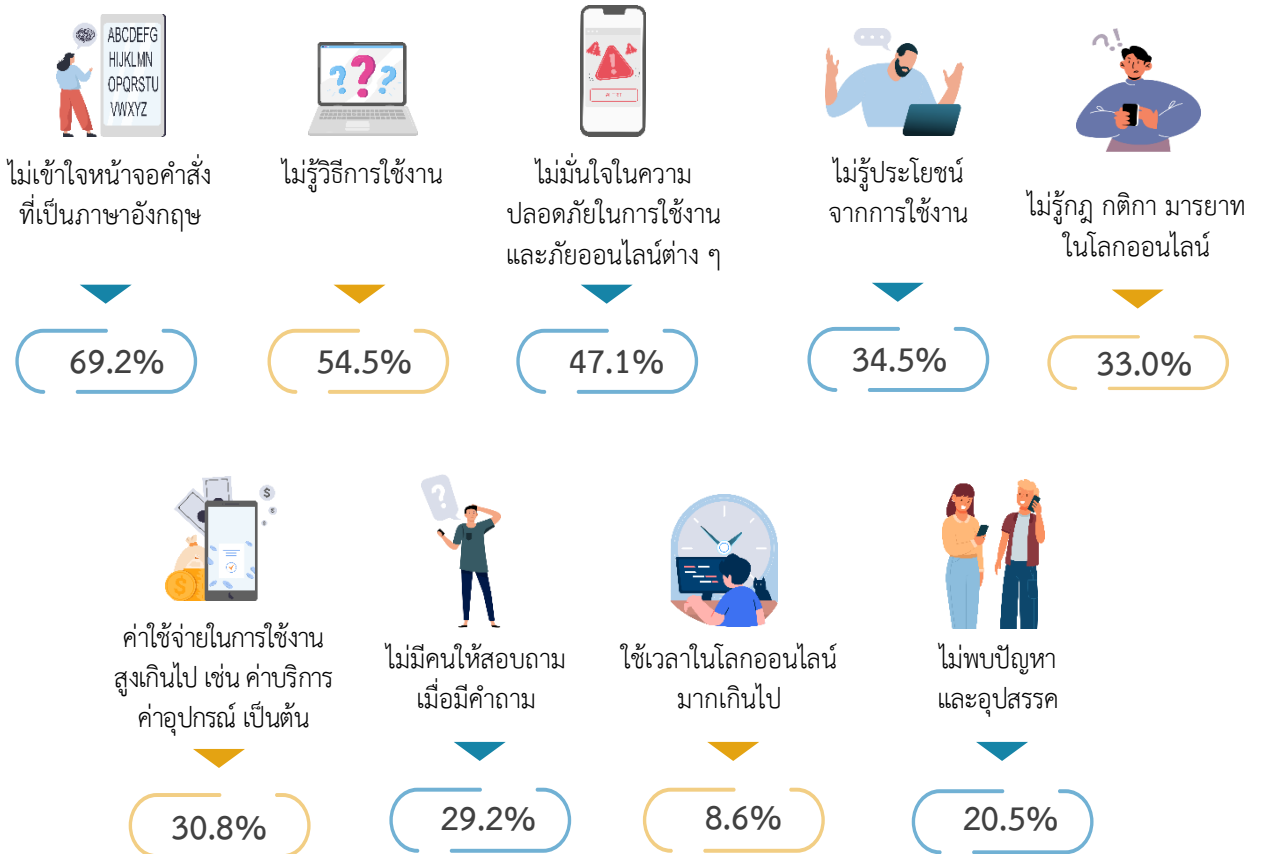 ABCDEFG
HIJKLMN
OPQRSTU
VWXYZ
ไม่เข้าใจหน้าจอคำสั่ง
ที่เป็นภาษาอังกฤษ
69.2%
ไม่รู้วิธีการใช้งาน
54.5%
ไม่มั่นใจในความ
ปลอดภัยในการใช้งาน
และภัยออนไลน์ต่าง ๆ
47.1%
ไม่รู้ประโยชน์
จากการใช้งาน
34.5%
ไม่รู้กฎ กติกา มารยาท
ในโลกออนไลน์
33.0%
ค่าใช้จ่ายในการใช้งาน
สูงเกินไป เช่น ค่าบริการ
ค่าอุปกรณ์ เป็นต้น
30.8%
ไม่มีคนให้สอบถาม
เมื่อมีคำถาม
29.2%
ใช้เวลาในโลกออนไลน์
มากเกินไป
8.6%
ไม่พบปัญหา
และอุปสรรค
20.5%